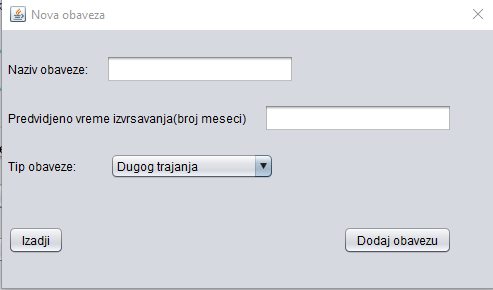 Nova obaveza
Naziv obaveze:
Predvidjeno vreme izvrsavanja(broj meseci)
Tip obaveze: Dugog trajanja
Izadji Dodaj obavezu